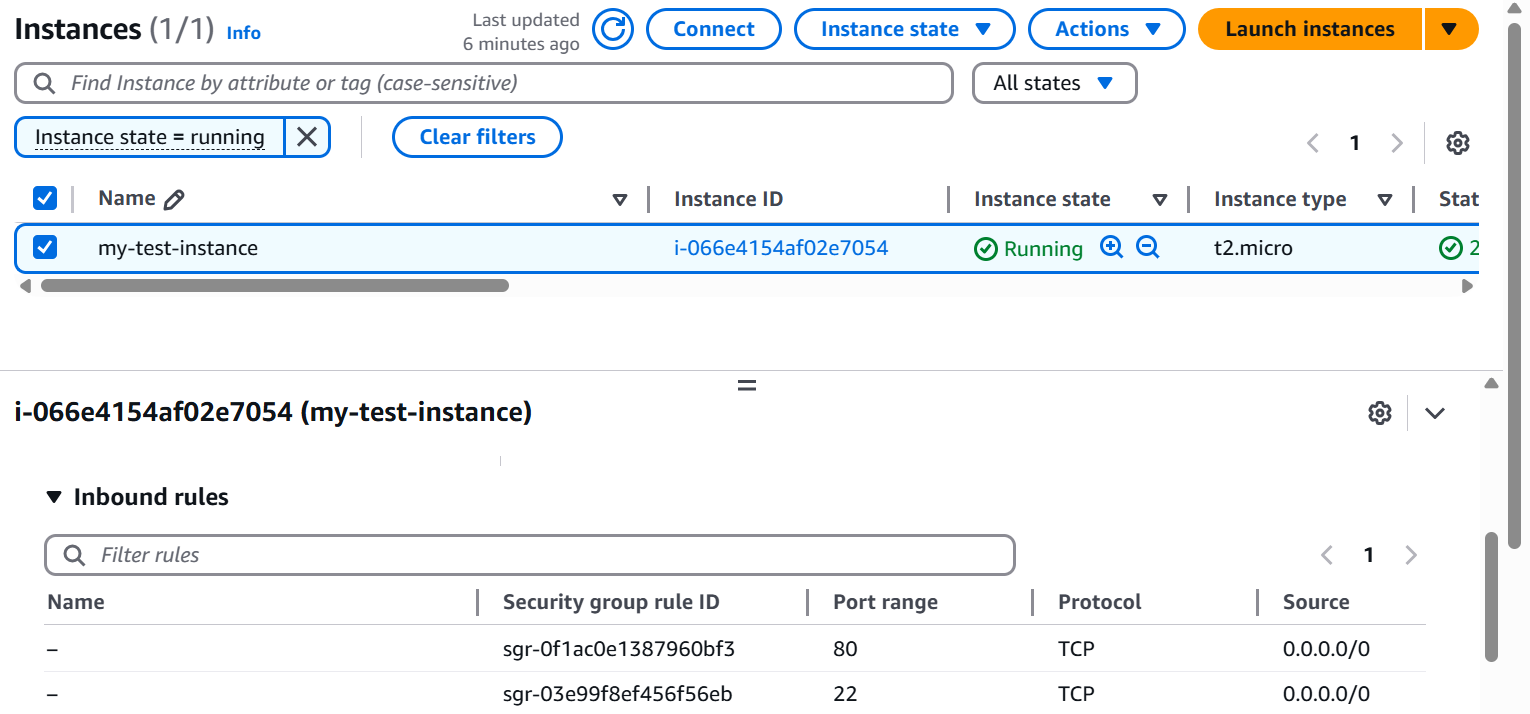 Instances (1/1) Info
Last updated
6 minutes ago
Connect
Instance state
Actions
Launch instances
Find Instance by attribute or tag (case-sensitive)
All states
Instance state = running
Clear filters
1
Name Instance ID Instance state Instance type Stat
my-test-instance i-066e4154af02e7054 Running t2.micro 2
i-066e4154af02e7054 (my-test-instance)
Inbound rules
Filter rules
1
Name Security group rule ID Port range Protocol Source
– sgr-0f1ac0e1387960bf3 80 TCP 0.0.0.0/0
– sgr-03e99f8ef456f56eb 22 TCP 0.0.0.0/0